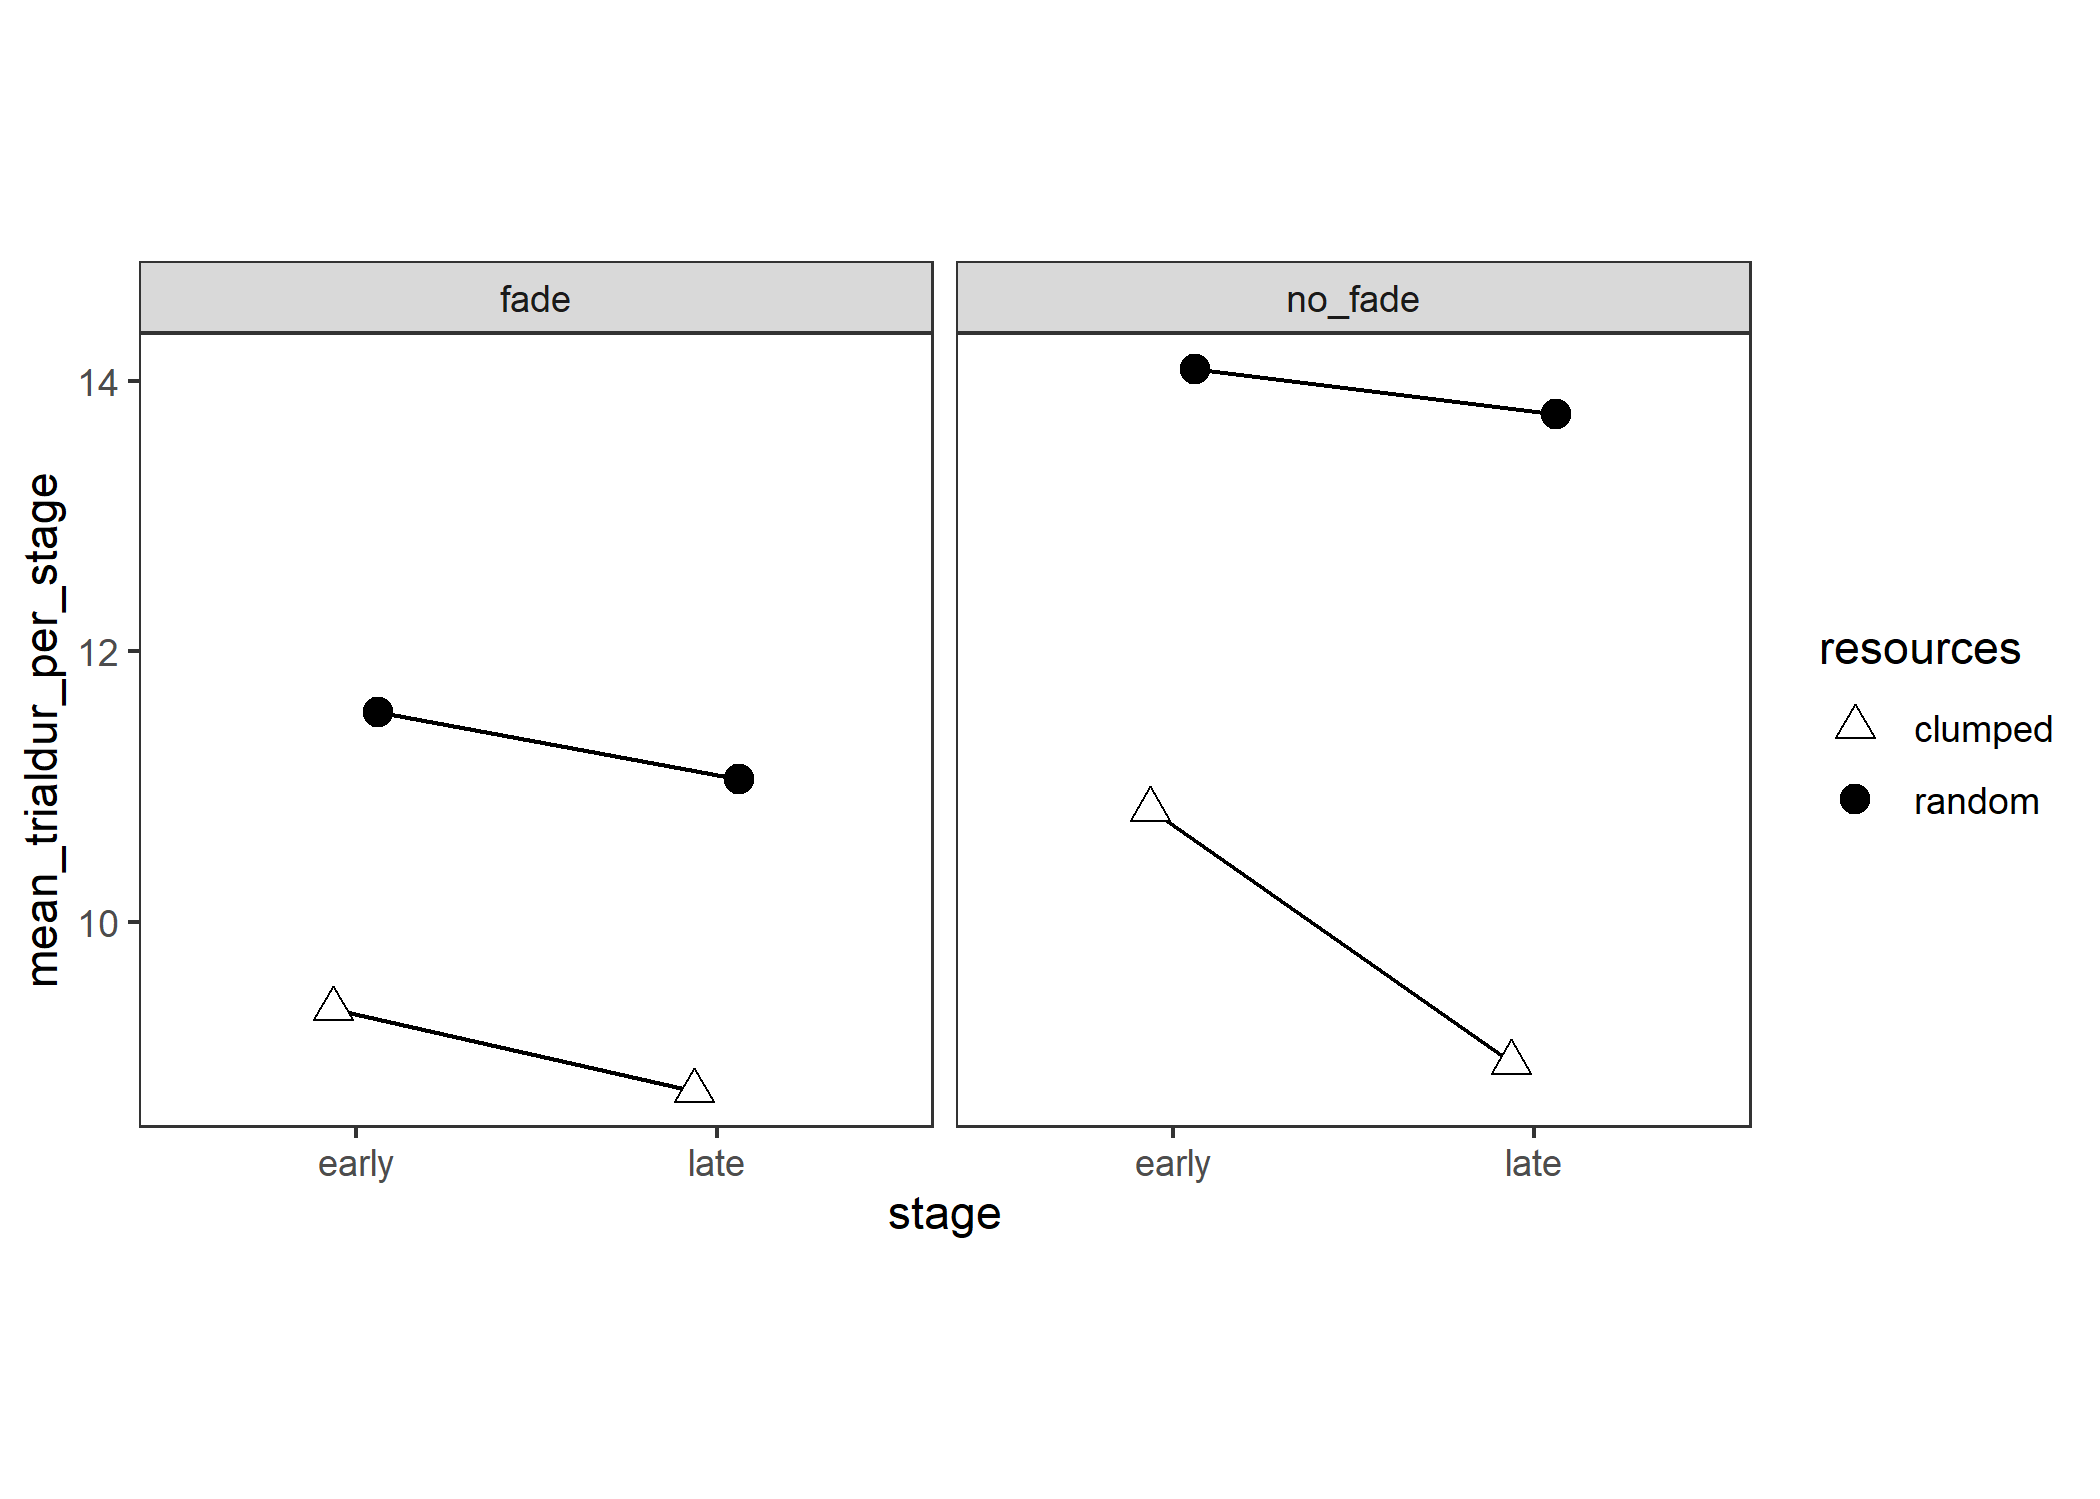 fade
no_fade
14
12
10
mean_trialdur_per_stage
early
late
early
late
stage
resources
clumped
random